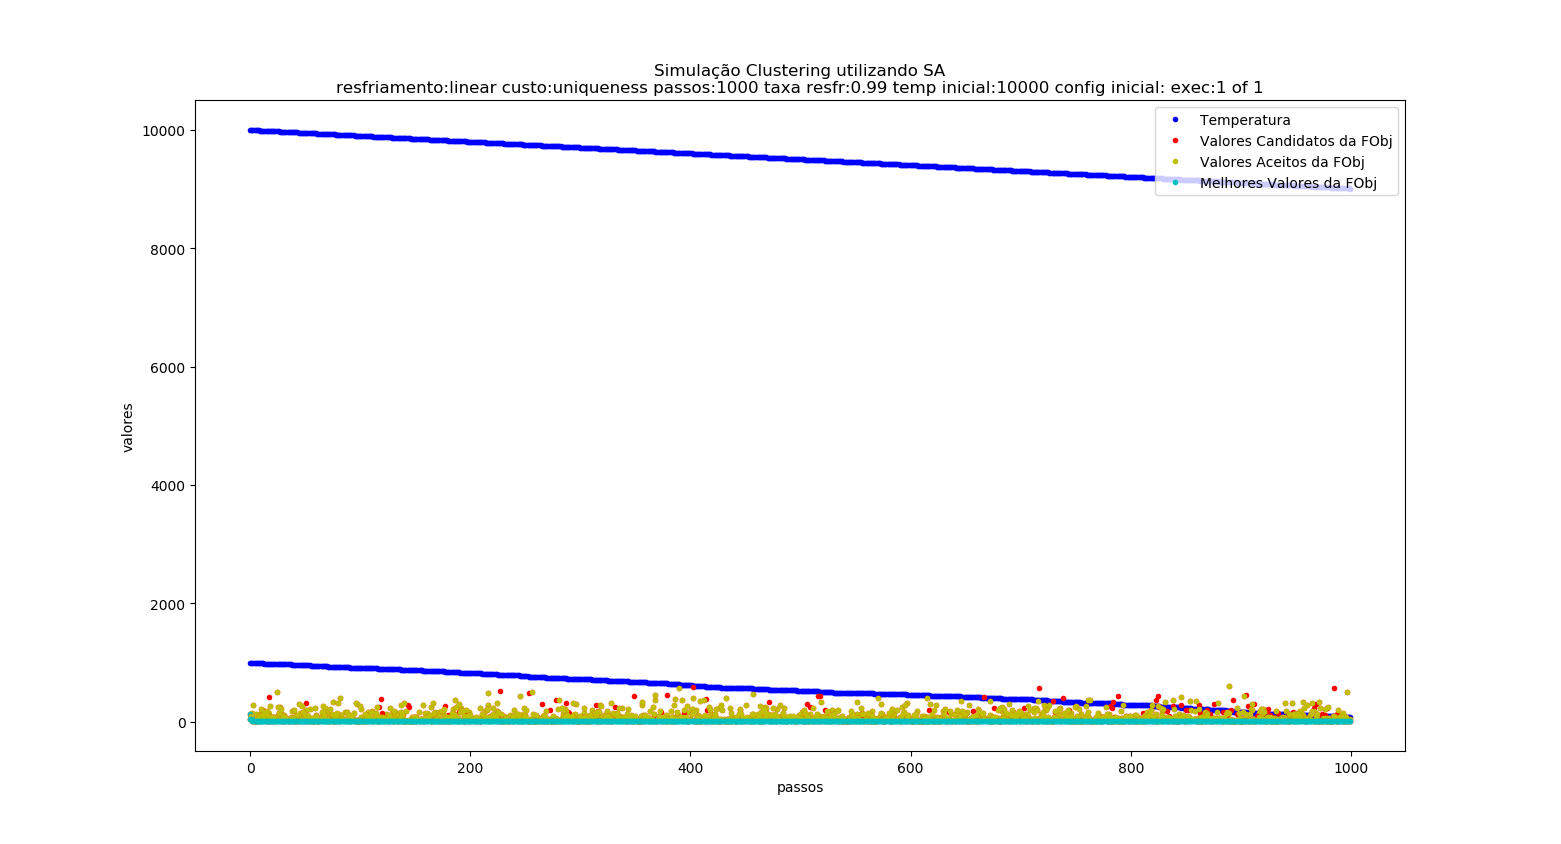 Simulação Clustering utilizando SA
resfriamento:linear custo:uniqueness passos:1000 taxa resfr:0.99 temp inicial:10000 config inicial: exec:1 of 1
Temperatura
Valores Candidatos da FObj
Valores Aceitos da FObj
Melhores Valores da FObj
valores
10000
8000
6000
4000
2000
0
0
200
400
600
800
1000
passos